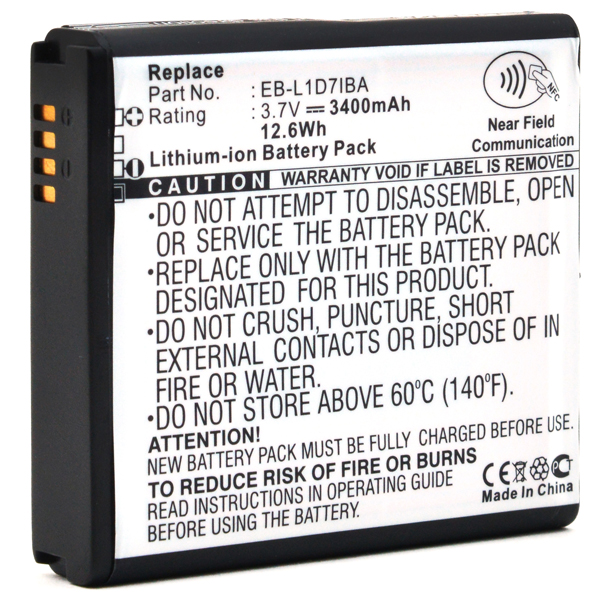 Replace
Part No. : EB-L1D7IBA
Rating : 3.7V ⎓ 3400mAh
12.6Wh
Lithium-ion Battery Pack
NFC
Near Field
Communication
CAUTION WARRANTY VOID IF LABEL IS REMOVED
•DO NOT ATTEMPT TO DISASSEMBLE, OPEN
OR SERVICE THE BATTERY PACK.
•REPLACE ONLY WITH THE BATTERY PACK
DESIGNATED FOR THIS PRODUCT.
•DO NOT CRUSH, PUNCTURE, SHORT
EXTERNAL CONTACTS OR DISPOSE OF IN
FIRE OR WATER.
•DO NOT STORE ABOVE 60°C (140°F).
ATTENTION!
NEW BATTERY PACK MUST BE FULLY CHARGED BEFORE USE.
TO REDUCE RISK OF FIRE OR BURNS
READ INSTRUCTIONS IN OPERATING GUIDE
CE PCT
Made In China